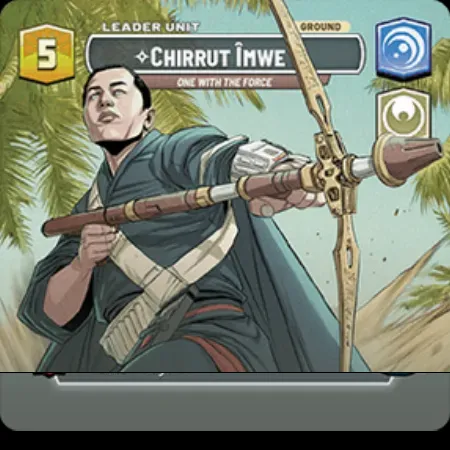 LEADER UNIT
GROUND
5
CHIRRUT ÎMWE
ONE WITH THE FORCE